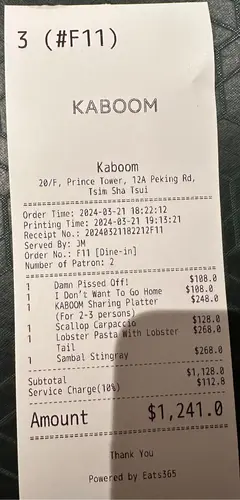 3 (#F11)
KABOOM
Kaboom
20/F, Prince Tower, 12A Peking Rd,
Tsim Sha Tsui
Order Time: 2024-03-21 18:22:12
Printing Time: 2024-03-21 19:13:21
Receipt No.: 20240321182212F11
Served By: JM
Order No.: F11 [Dine-in]
Number of Patron: 2
1 Damn Pissed Off! $108.0
1 I Don't Want To Go Home $108.0
1 KABOOM Sharing Platter $248.0
(For 2-3 persons)
1 Scallop Carpaccio $128.0
1 Lobster Pasta With Lobster $268.0
Tail
1 Sambal Stingray $268.0
Subtotal $1,128.0
Service Charge(10%) $112.8
Amount $1,241.0
Thank You
Powered by Eats365